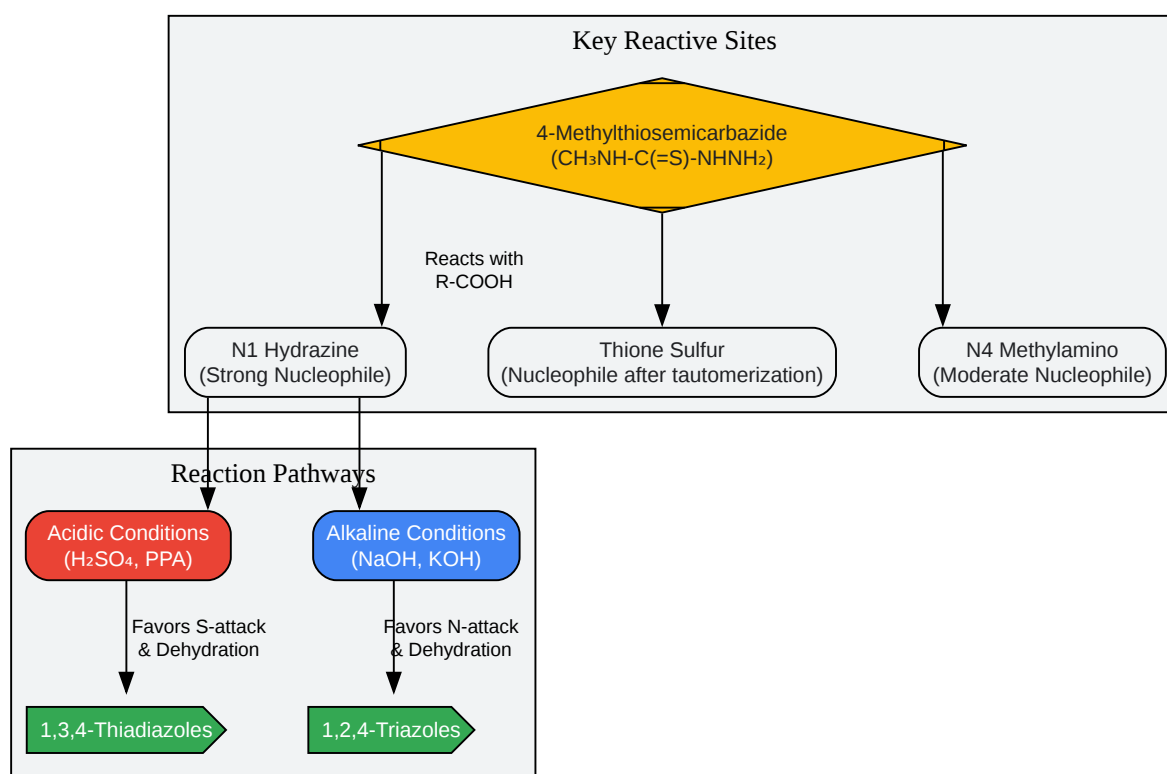 Key Reactive Sites
4-Methylthiosemicarbazide
(CH₃NH-C(=S)-NHNH₂)
Reacts with
R-COOH
N1 Hydrazine
(Strong Nucleophile)
Thione Sulfur
(Nucleophile after tautomerization)
N4 Methylamino
(Moderate Nucleophile)
Reaction Pathways
Acidic Conditions
(H₂SO₄, PPA)
Alkaline Conditions
(NaOH, KOH)
Favors S-attack
& Dehydration
Favors N-attack
& Dehydration
1,3,4-Thiadiazoles
1,2,4-Triazoles